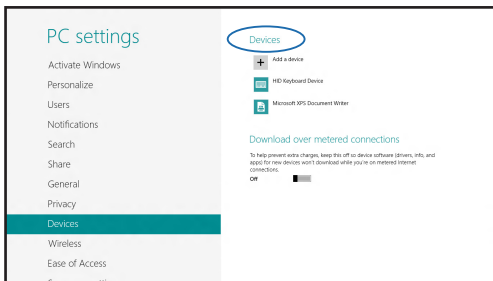 PC settings
Activate Windows
Personalize
Users
Notifications
Search
Share
General
Privacy
Devices
Wireless
Ease of Access
Devices
Add a device
HID Keyboard Device
Microsoft XPS Document Writer
Download over metered connections
To help prevent extra charges, keep this off so device software (drivers, info, and
apps) for new devices won't download while you're on metered Internet
connections.
Off